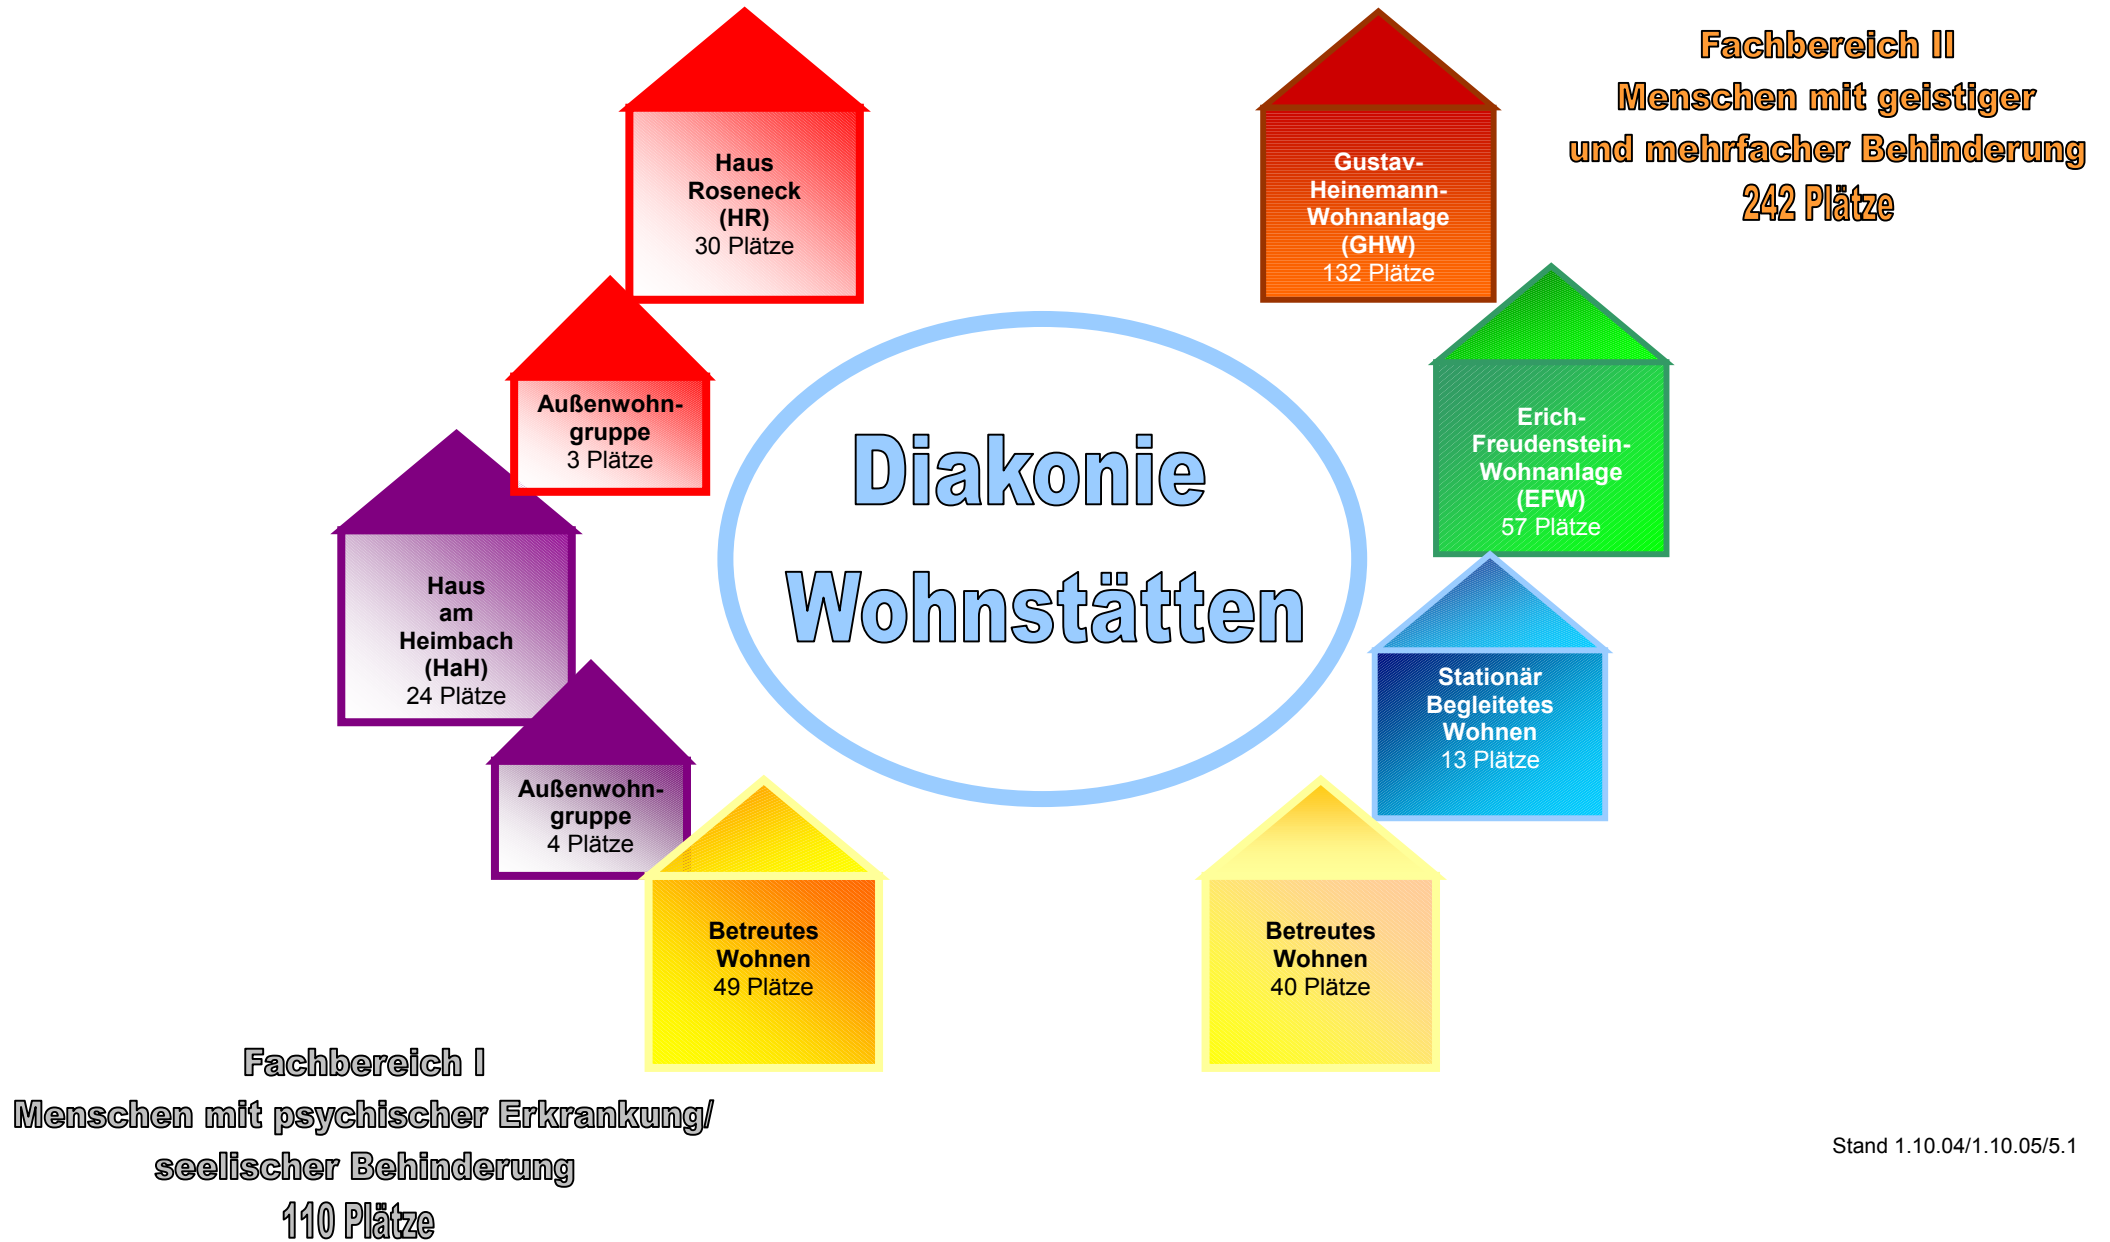 Fachbereich II
Menschen mit geistiger
und mehrfacher Behinderung
242 Plätze
Haus
Roseneck
(HR)
30 Plätze
Gustav-
Heinemann-
Wohnanlage
(GHW)
132 Plätze
Außenwohn-
gruppe
3 Plätze
Erich-
Freudenstein-
Wohnanlage
(EFW)
57 Plätze
Diakonie
Wohnstätten
Haus
am
Heimbach
(HaH)
24 Plätze
Stationär
Begleitetes
Wohnen
13 Plätze
Außenwohn-
gruppe
4 Plätze
Betreutes
Wohnen
49 Plätze
Betreutes
Wohnen
40 Plätze
Fachbereich I
Menschen mit psychischer Erkrankung/
seelischer Behinderung
110 Plätze
Stand 1.10.04/1.10.05/5.1